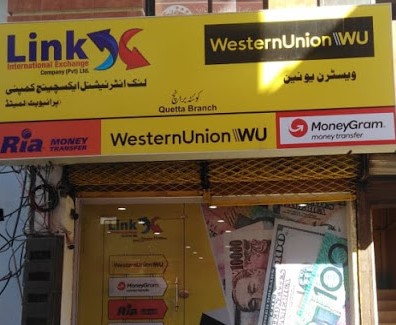 Link
International Exchange
Company (Pvt) Ltd.
لنک انٹرنیشنل ایکسچینج کمپنی
پرائیویٹ لمیٹڈ
WesternUnion WU
ویسٹرن یونین
کوئٹہ برانچ
Quetta Branch
Ria MONEY TRANSFER
WesternUnion WU
MoneyGram
money transfer
Link
WesternUnion WU
MoneyGram
Ria
100